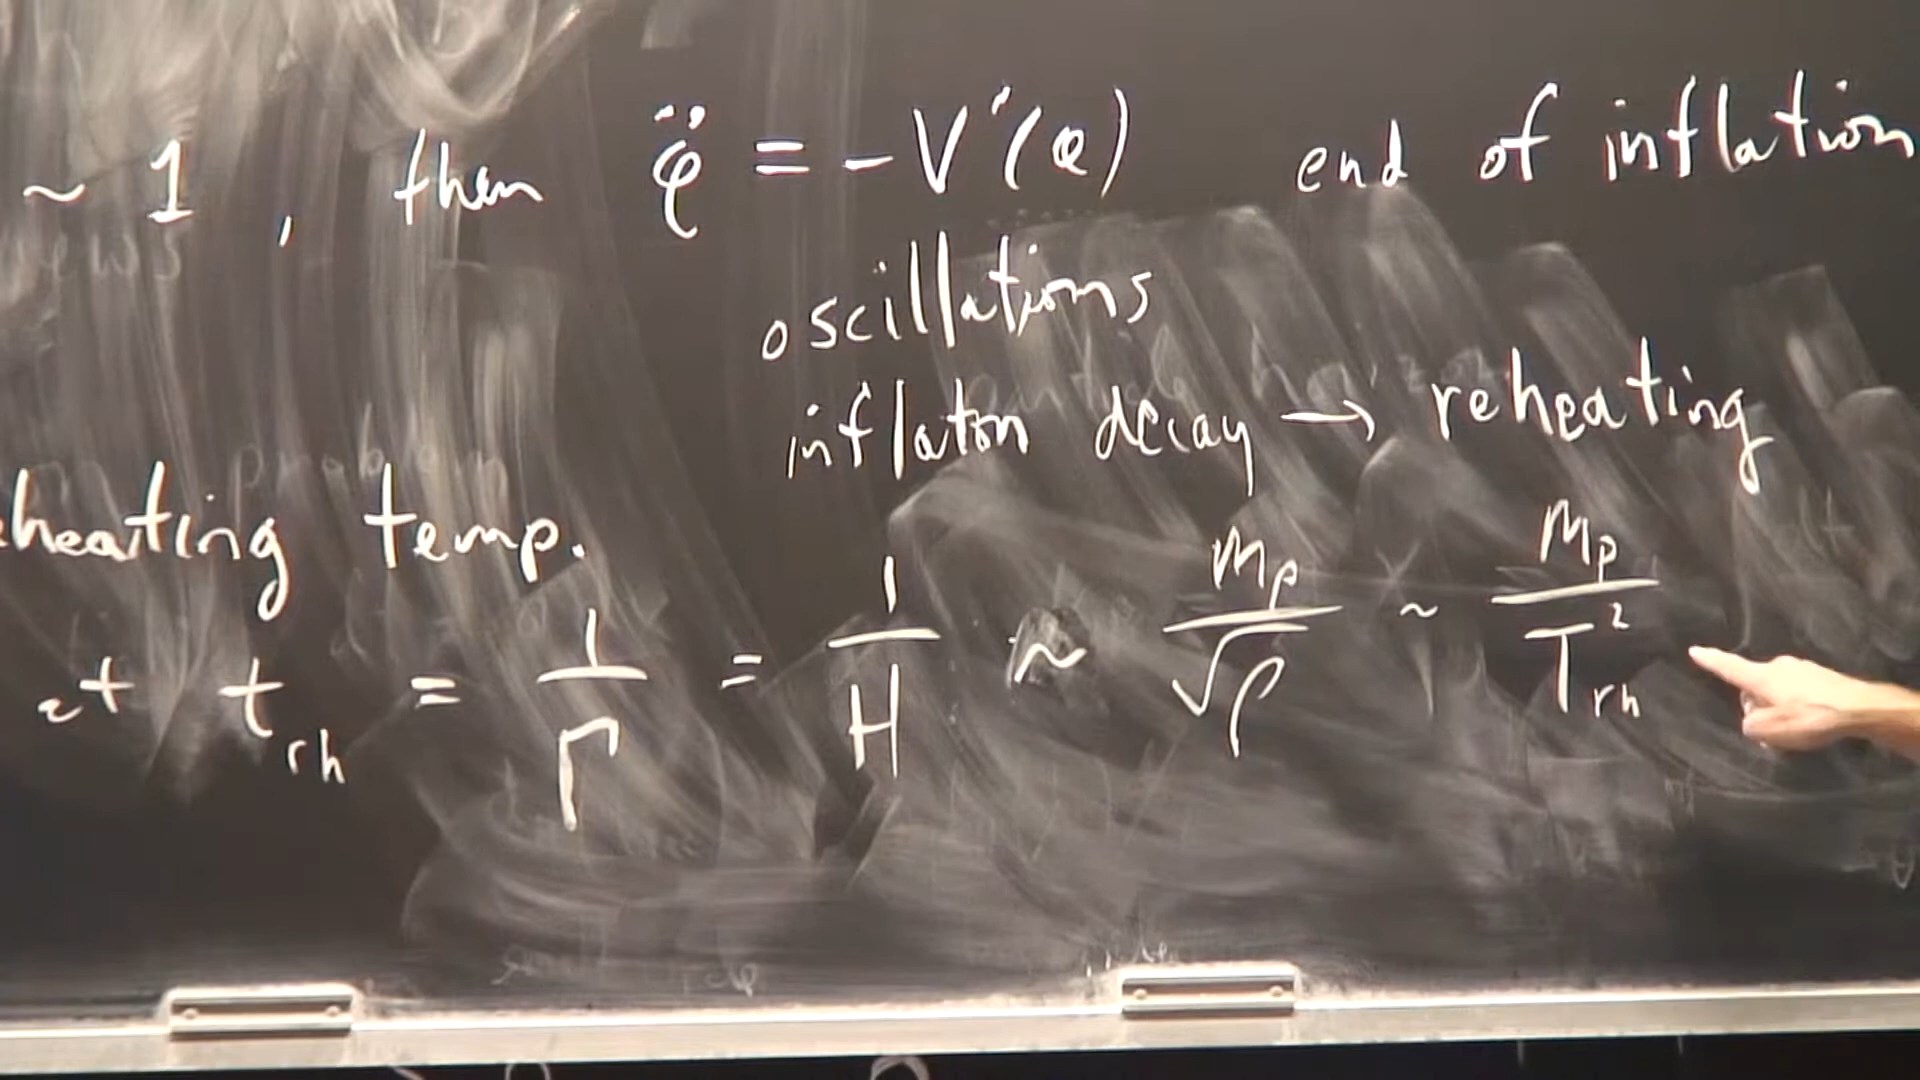 ~ 1 , then φ̈ = -V'(φ) end of inflation
oscillations
inflaton decay → reheating
heating temp.
at t_rh = 1/Γ = 1/H ~ M_p/√ρ ~ M_p/T_rh²